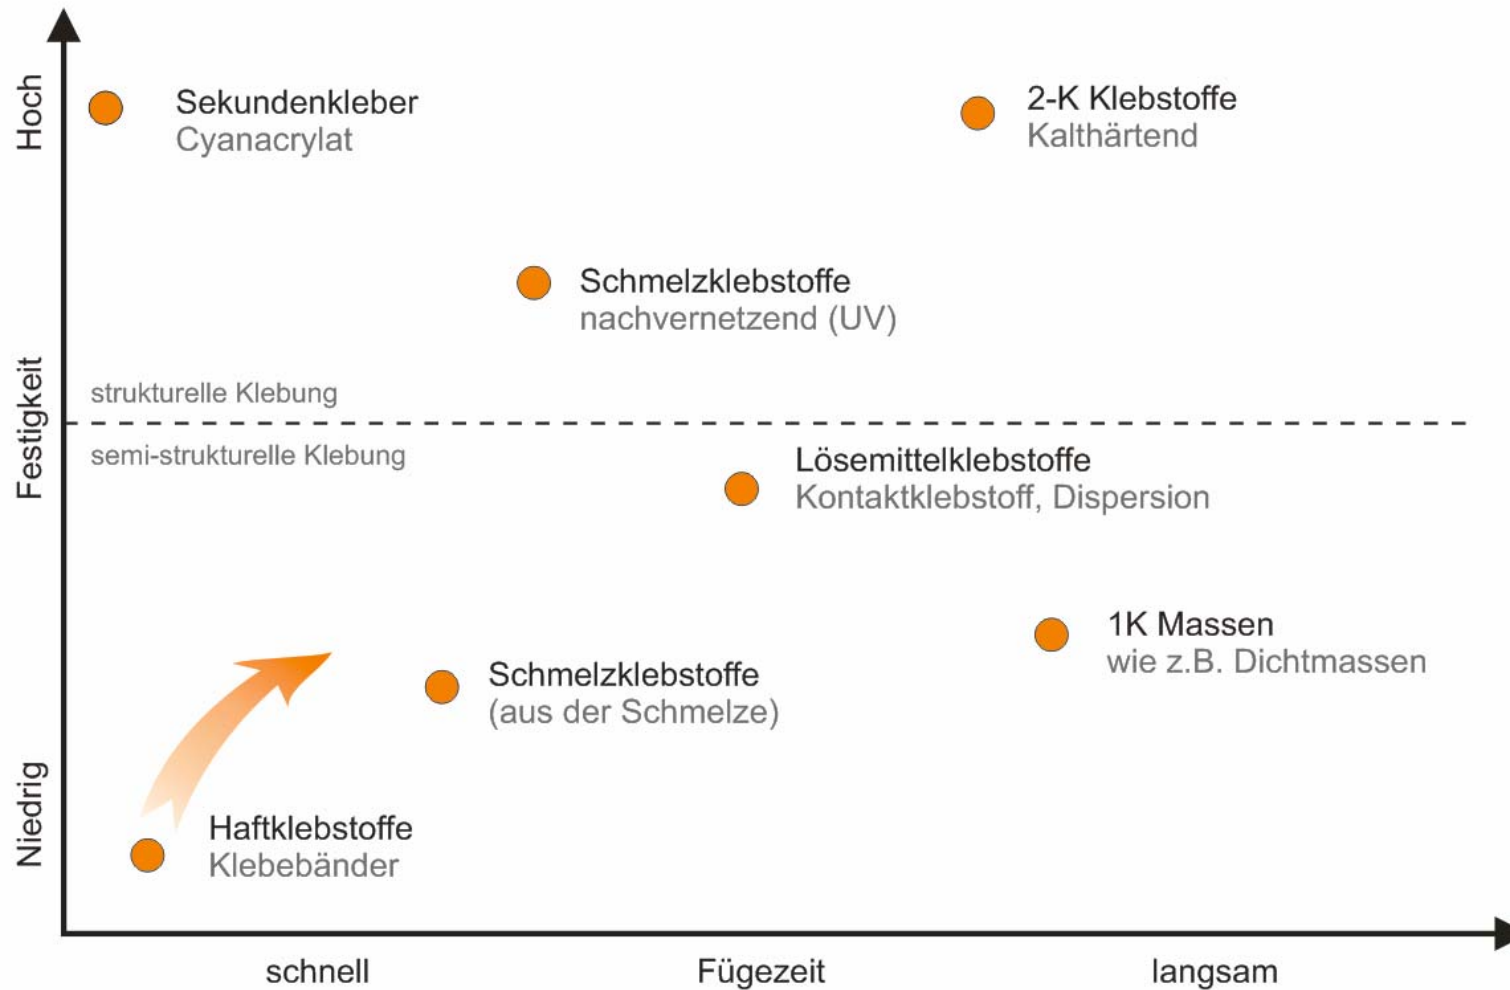 Hoch
Sekundenkleber
Cyanacrylat
2-K Klebstoffe
Kalthärtend
Schmelzklebstoffe
nachvernetzend (UV)
Festigkeit
strukturelle Klebung
semi-strukturelle Klebung
Lösemittelklebstoffe
Kontaktklebstoff, Dispersion
1K Massen
wie z.B. Dichtmassen
Schmelzklebstoffe
(aus der Schmelze)
Niedrig
Haftklebstoffe
Klebebänder
schnell
Fügezeit
langsam